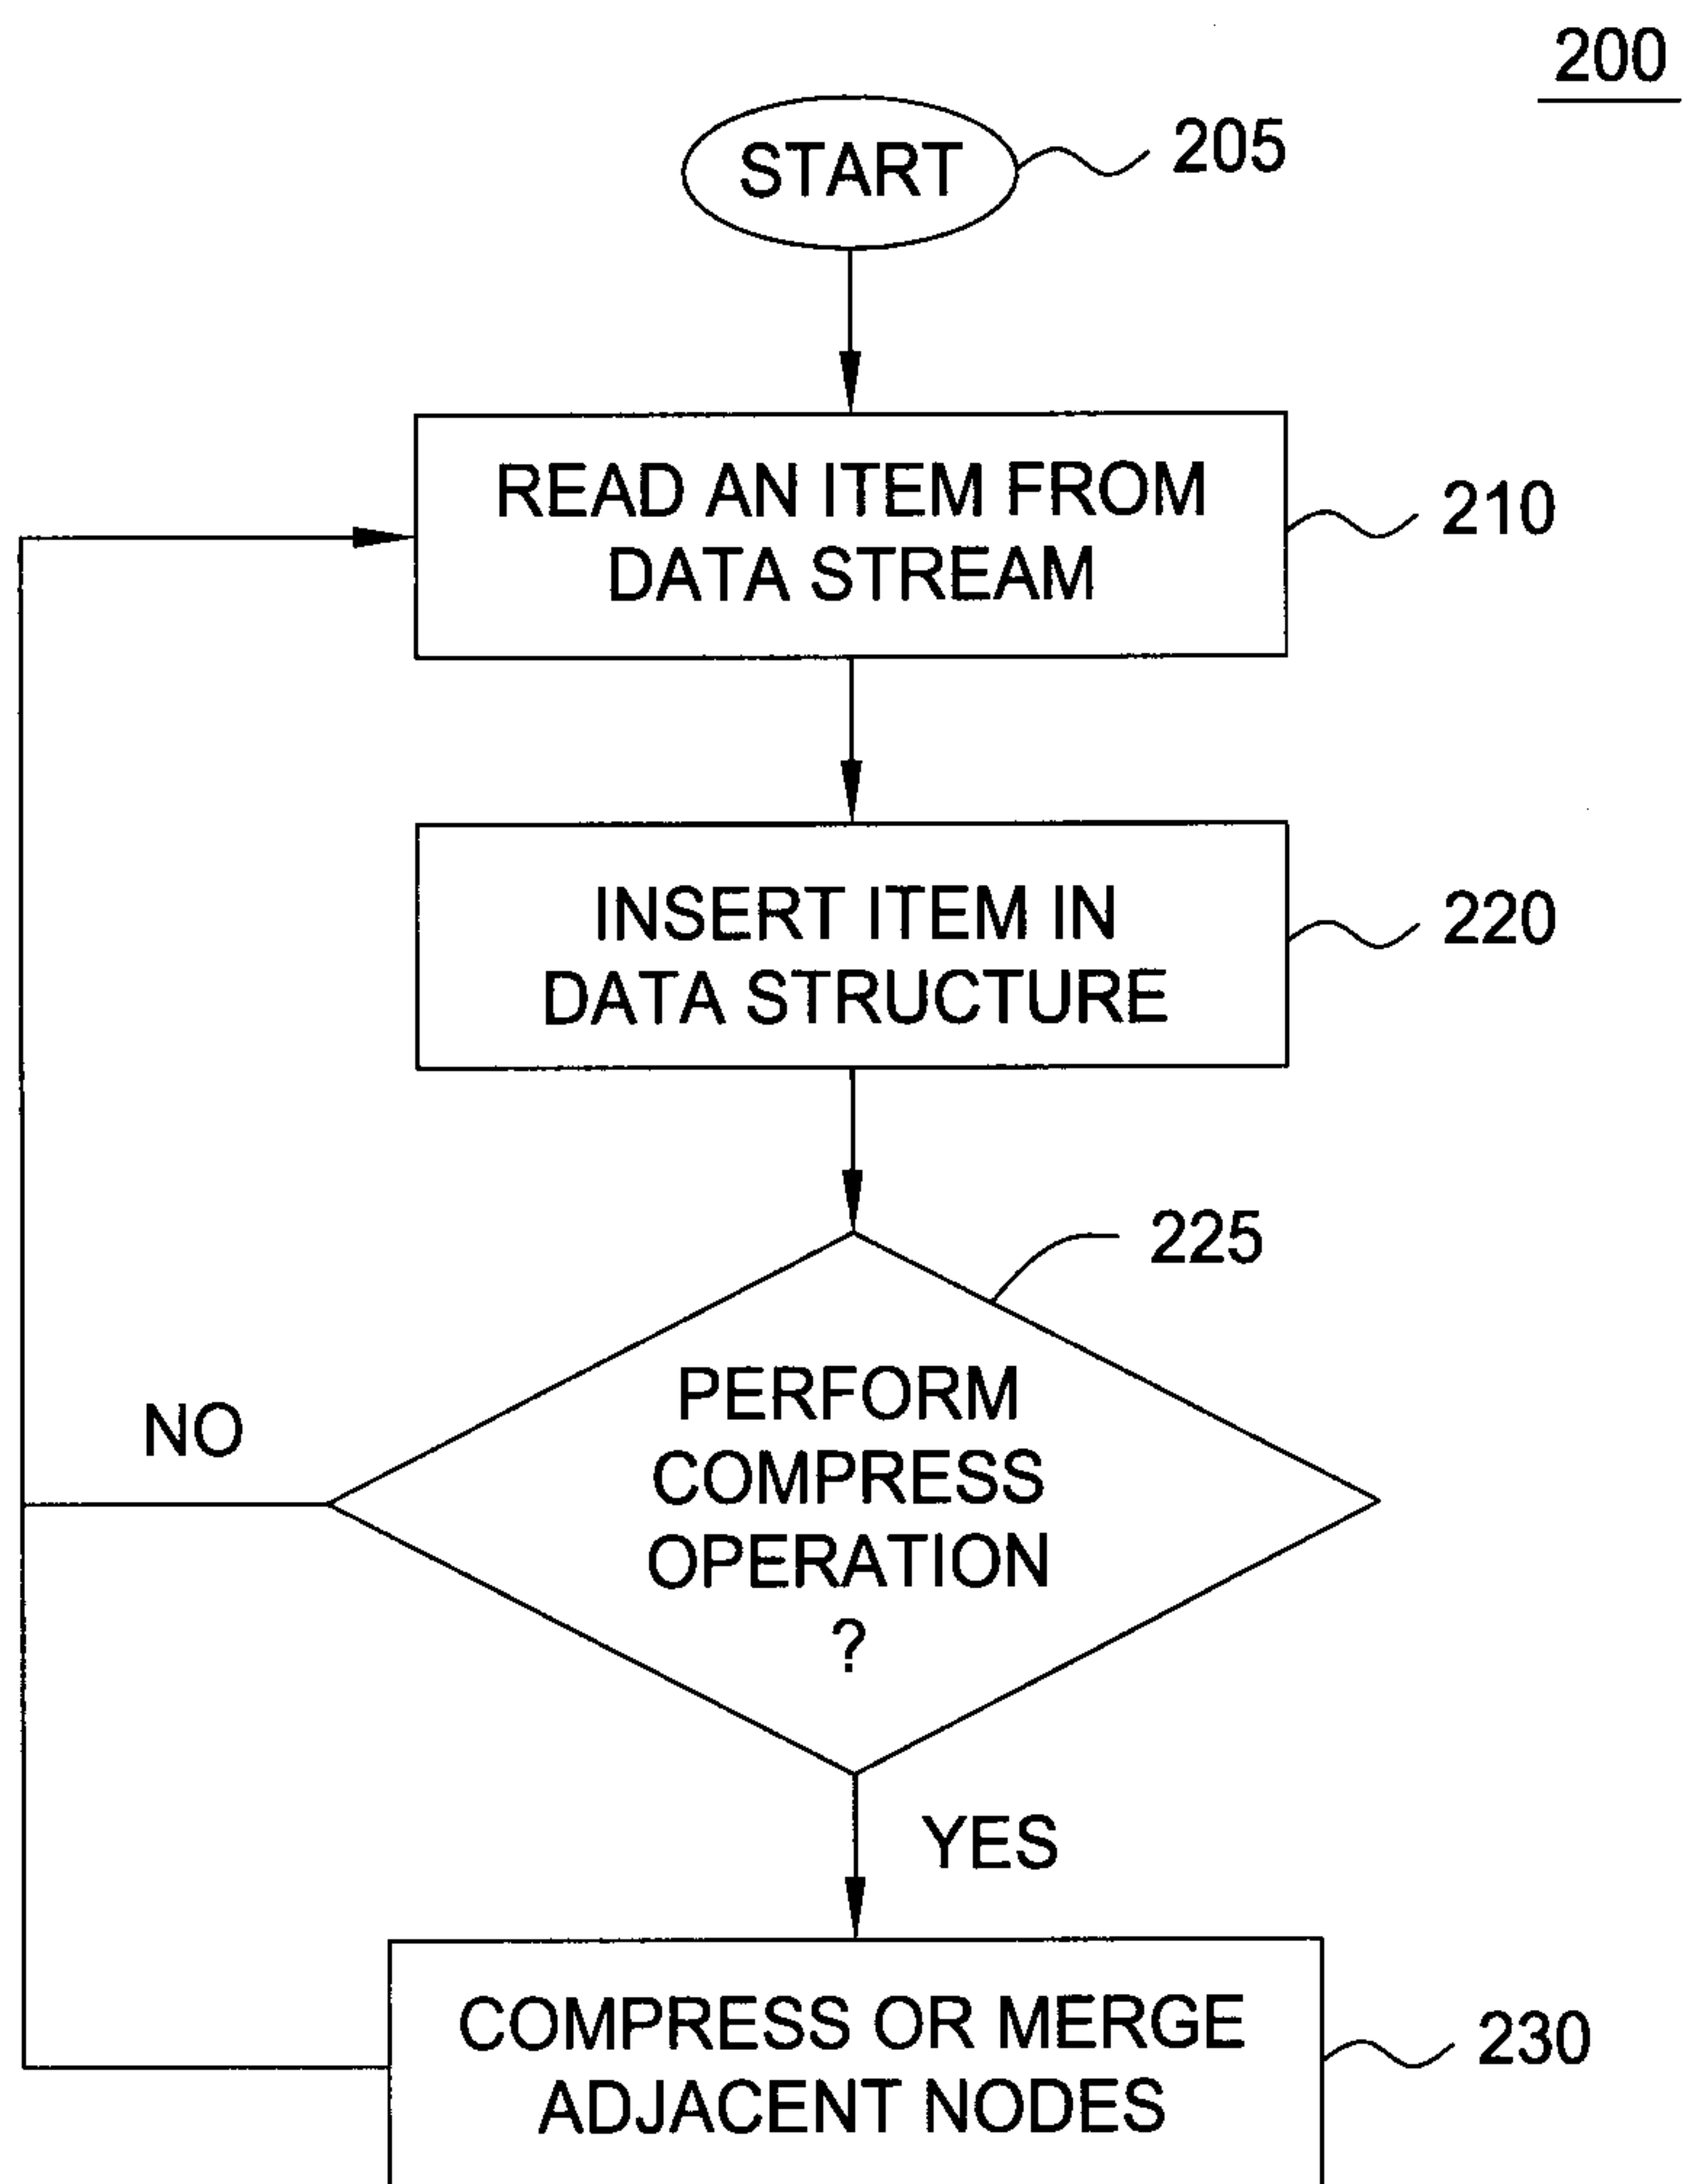 200
START
205
READ AN ITEM FROM
DATA STREAM
210
INSERT ITEM IN
DATA STRUCTURE
220
225
PERFORM
COMPRESS
OPERATION
?
NO
YES
COMPRESS OR MERGE
ADJACENT NODES
230